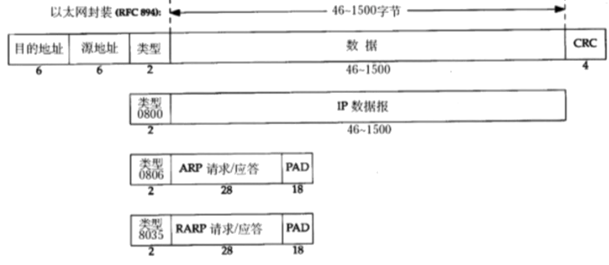 以太网封装 (RFC 894): 46~1500字节
目的地址 源地址 类型 数 据 CRC
6 6 2 46~1500 4
类型 0800 IP 数据报
2 46~1500
类型 0806 ARP 请求/应答 PAD
2 28 18
类型 8035 RARP 请求/应答 PAD
2 28 18